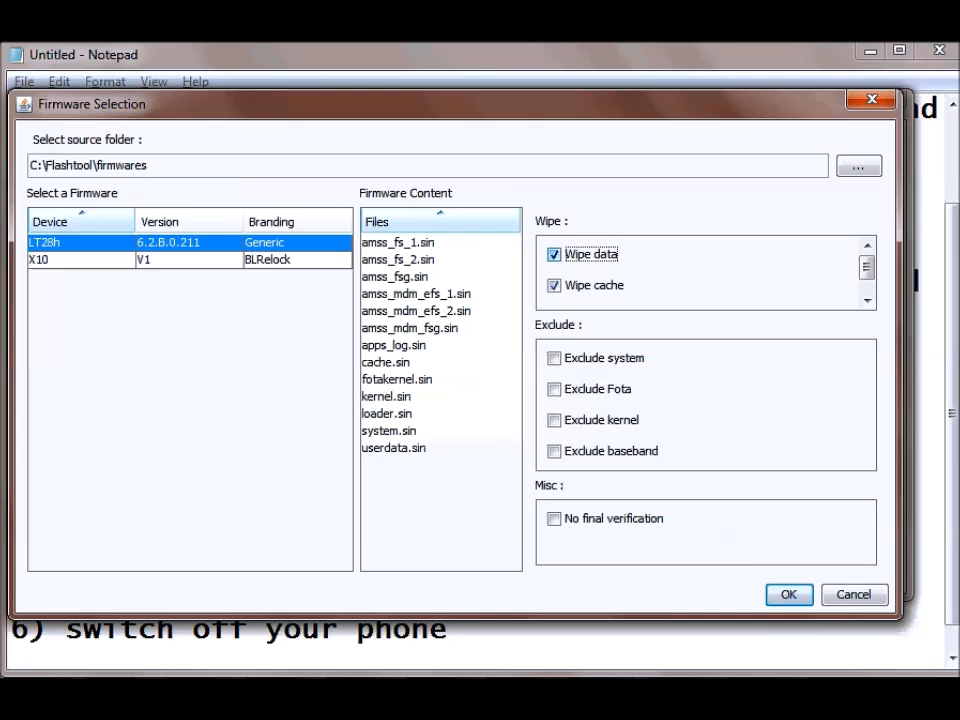 Untitled - Notepad
File Edit Format View Help
nd
Firmware Selection
Select source folder :
C:\Flashtool\firmwares
...
Select a Firmware
Device Version Branding
LT28h 6.2.B.0.211 Generic
X10 V1 BLRelock
Firmware Content
Files
amss_fs_1.sin
amss_fs_2.sin
amss_fsg.sin
amss_mdm_efs_1.sin
amss_mdm_efs_2.sin
amss_mdm_fsg.sin
apps_log.sin
cache.sin
fotakernel.sin
kernel.sin
loader.sin
system.sin
userdata.sin
Wipe :
Wipe data
Wipe cache
Exclude :
Exclude system
Exclude Fota
Exclude kernel
Exclude baseband
Misc :
No final verification
OK Cancel
6) switch off your phone